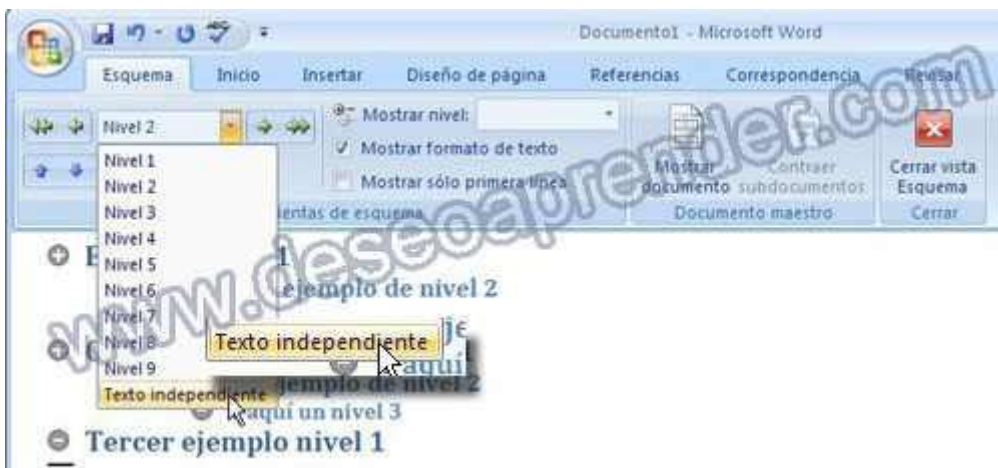 Documento1 - Microsoft Word
Esquema Inicio Insertar Diseño de página Referencias Correspondencia Revisar
Nivel 2
Mostrar nivel:
Mostrar formato de texto
Mostrar sólo primera línea
Mostrar documento
Contraer subdocumentos
Cerrar vista Esquema
Documento maestro
Cerrar
Nivel 1
Nivel 2
Nivel 3
Nivel 4
Nivel 5
Nivel 6
Nivel 7
Nivel 8
Nivel 9
Texto independiente
Texto independiente
de esquema
1
ejemplo de nivel 2
aquí
ejemplo de nivel 2
aquí un nivel 3
Tercer ejemplo nivel 1
www.deseoaprender.com